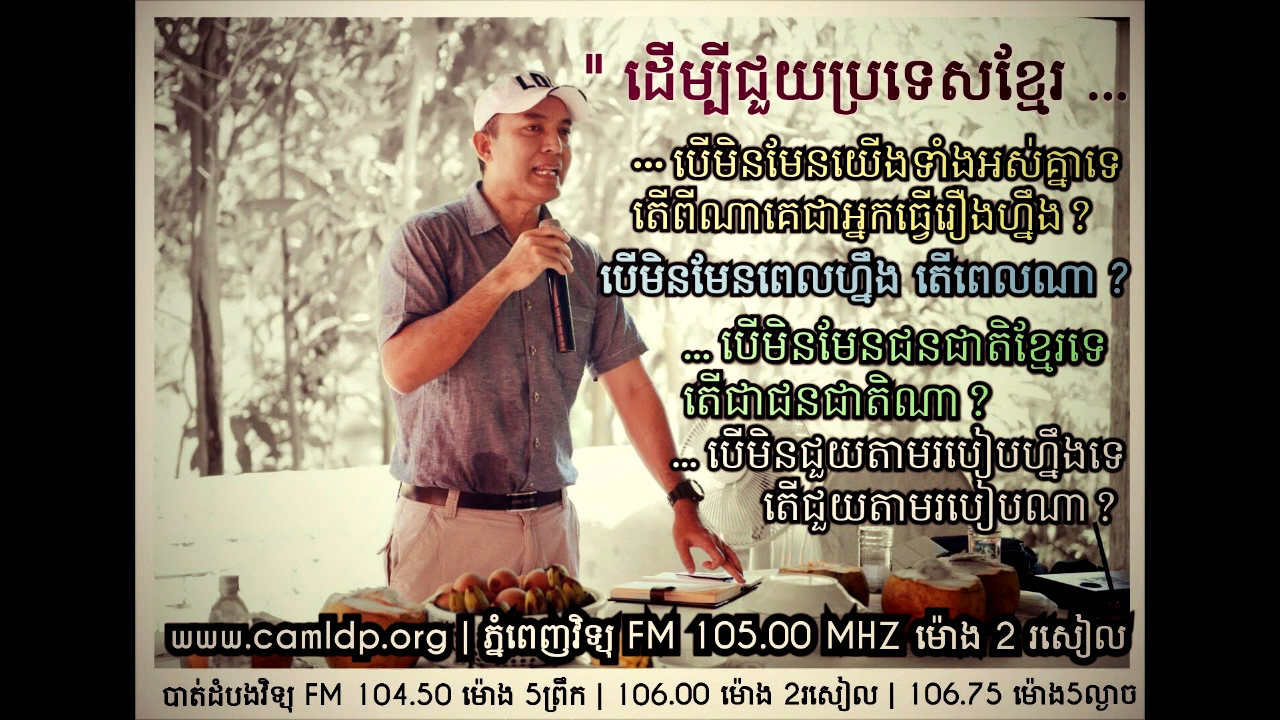 " ដើម្បីជួយប្រទេសខ្មែរ ...
... បើមិនមែនយើងទាំងអស់គ្នាទេ
តើពីណាគេជាអ្នកធ្វើរឿងហ្នឹង ?
បើមិនមែនពេលហ្នឹង តើពេលណា ?
... បើមិនមែនជនជាតិខ្មែរទេ
តើជាជនជាតិណា ?
... បើមិនជួយតាមរបៀបហ្នឹងទេ
តើជួយតាមរបៀបណា ?
www.camldp.org | ភ្នំពេញវិទ្យុ FM 105.00 MHZ ម៉ោង 2 រសៀល
បាត់ដំបងវិទ្យុ FM 104.50 ម៉ោង 5ព្រឹក | 106.00 ម៉ោង 2រសៀល | 106.75 ម៉ោង5ល្ងាច